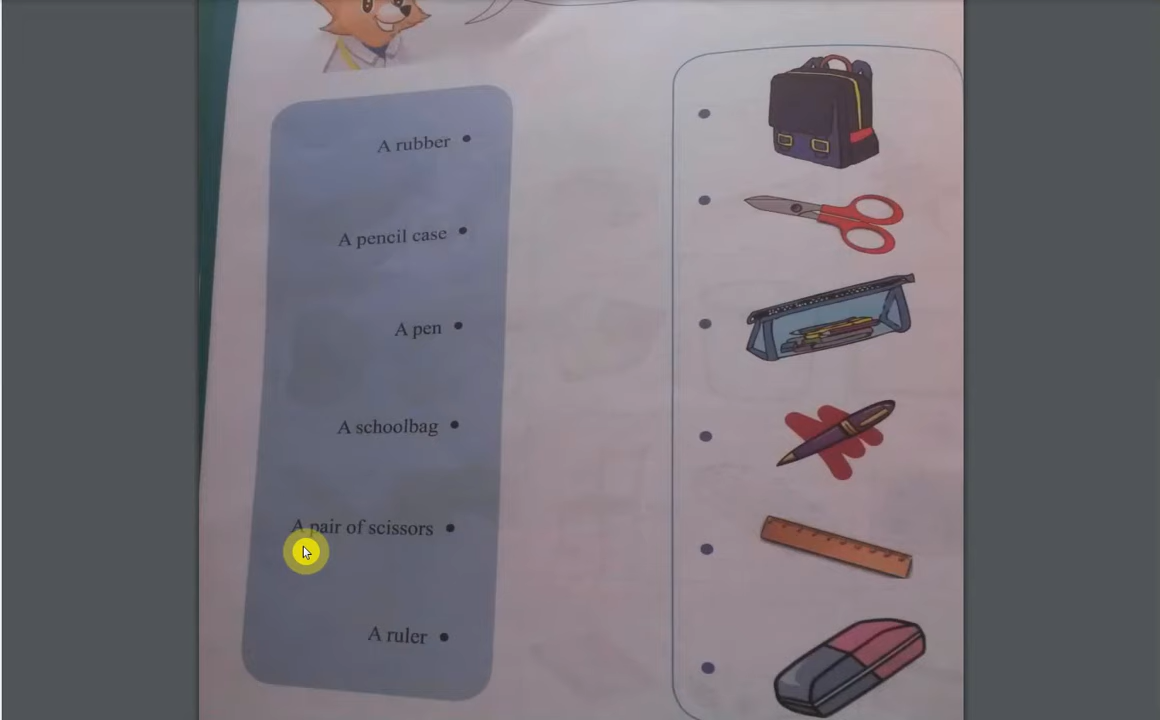 A rubber
A pencil case
A pen
A schoolbag
A pair of scissors
A ruler